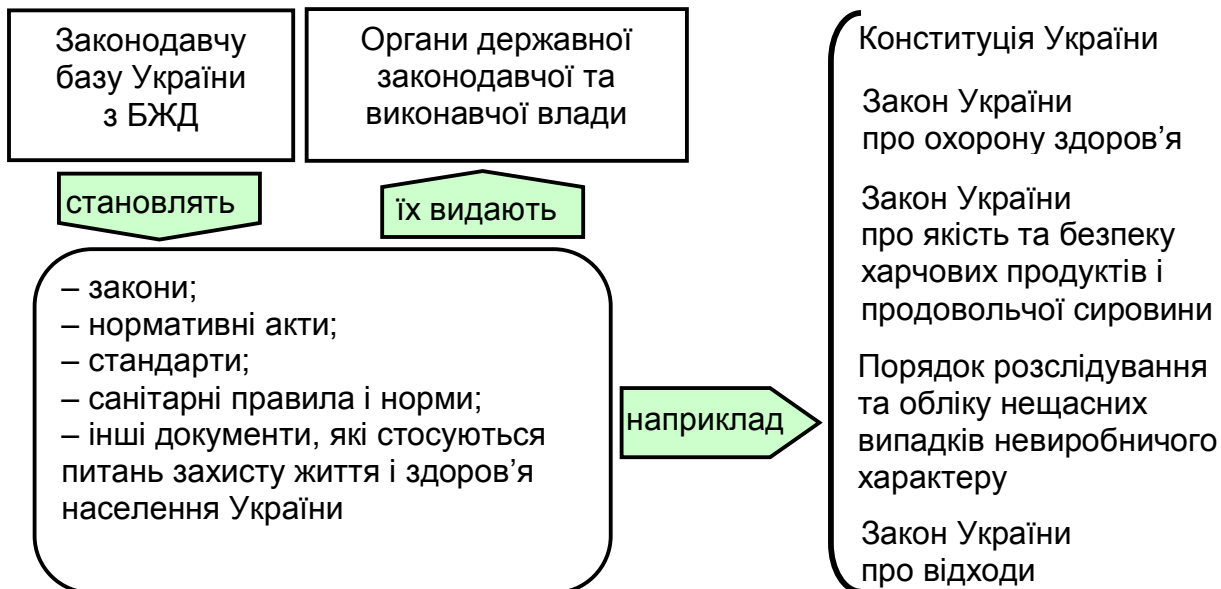 Законодавчу
базу України
з БЖД
Органи державної
законодавчої та
виконавчої влади
становлять
їх видають
– закони;
– нормативні акти;
– стандарти;
– санітарні правила і норми;
– інші документи, які стосуються
питань захисту життя і здоров’я
населення України
наприклад
Конституція України
Закон України
про охорону здоров’я
Закон України
про якість та безпеку
харчових продуктів і
продовольчої сировини
Порядок розслідування
та обліку нещасних
випадків невиробничого
характеру
Закон України
про відходи